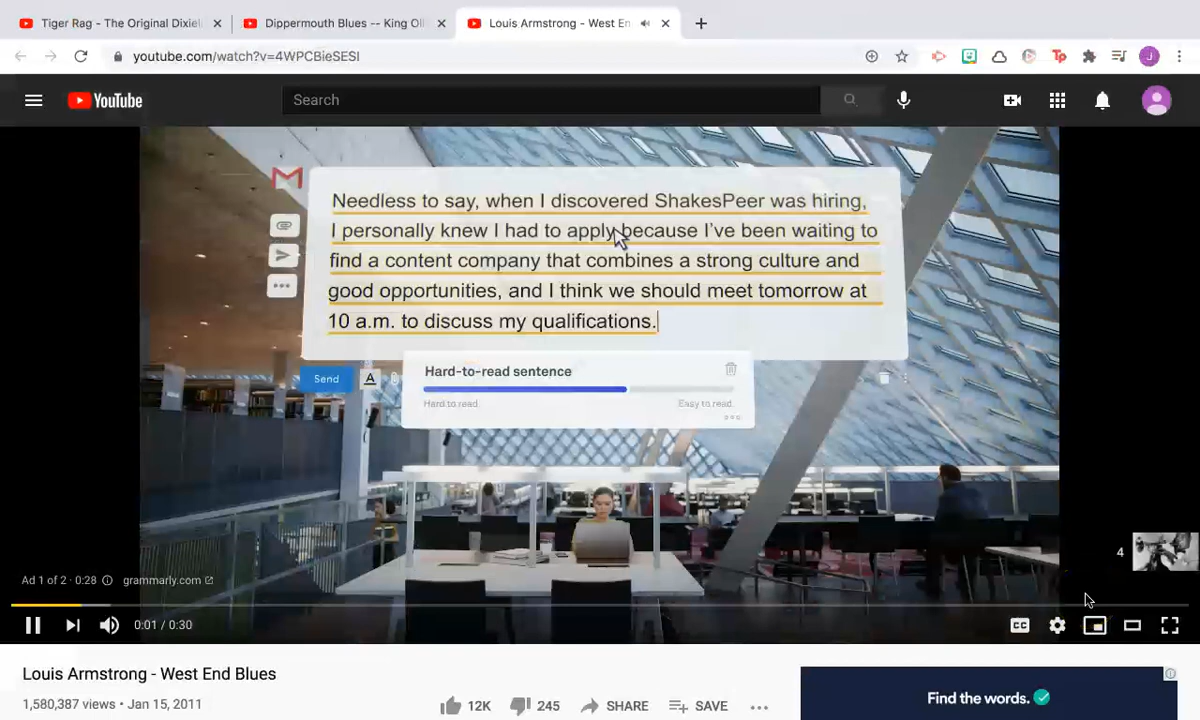 Tiger Rag - The Original Dixiel
Dippermouth Blues -- King Oli
Louis Armstrong - West En
youtube.com/watch?v=4WPCBieSESI
YouTube
Search
J
Needless to say, when I discovered ShakesPeer was hiring,
I personally knew I had to apply because I've been waiting to
find a content company that combines a strong culture and
good opportunities, and I think we should meet tomorrow at
10 a.m. to discuss my qualifications.
Send
A
Hard-to-read sentence
Hard to read
Easy to read
4
Ad 1 of 2 · 0:28
grammarly.com
0:01 / 0:30
CC
Louis Armstrong - West End Blues
1,580,387 views • Jan 15, 2011
12K
245
SHARE
SAVE
Find the words.